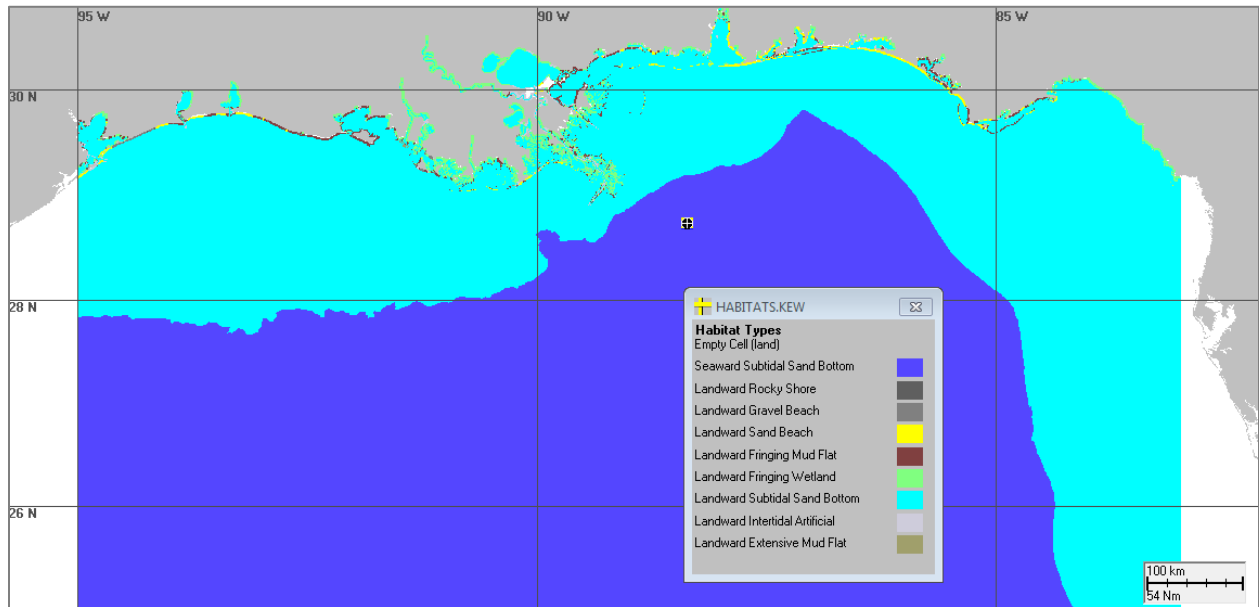 95 W
90 W
85 W
30 N
28 N
26 N
HABITATS.KEW
Habitat Types
Empty Cell (land)
Seaward Subtidal Sand Bottom
Landward Rocky Shore
Landward Gravel Beach
Landward Sand Beach
Landward Fringing Mud Flat
Landward Fringing Wetland
Landward Subtidal Sand Bottom
Landward Intertidal Artificial
Landward Extensive Mud Flat
100 km
54 Nm